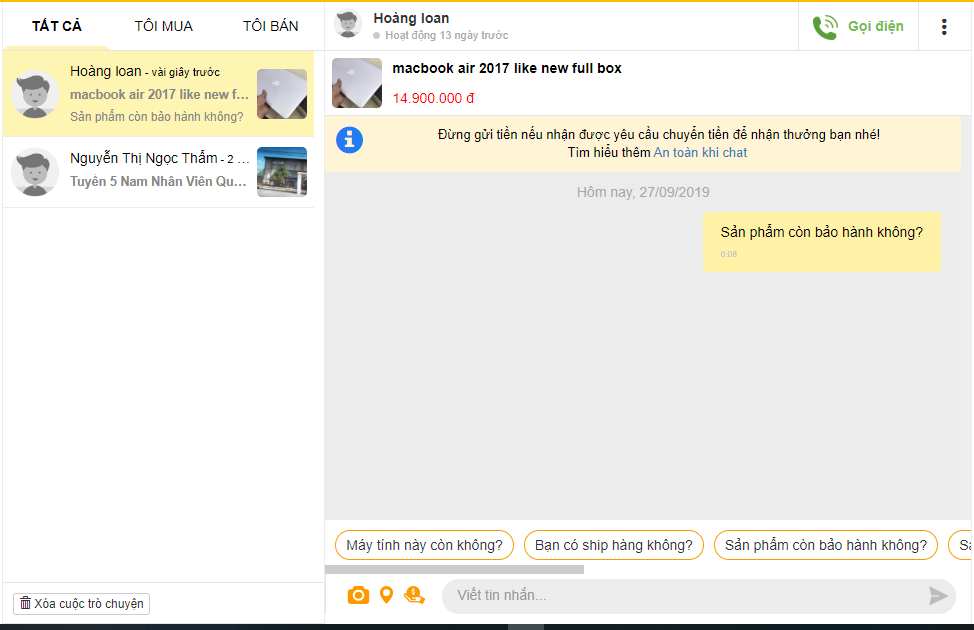 TẤT CẢ
TÔI MUA
TÔI BÁN
Hoàng loan - vài giây trước
macbook air 2017 like new f...
Sản phẩm còn bảo hành không?
Nguyễn Thị Ngọc Thẩm - 2 ...
Tuyên 5 Nam Nhân Viên Qu...
Xóa cuộc trò chuyện
Hoàng loan
Hoạt động 13 ngày trước
Gọi điện
macbook air 2017 like new full box
14.900.000 đ
Đừng gửi tiền nếu nhận được yêu cầu chuyển tiền để nhận thưởng bạn nhé!
Tìm hiểu thêm An toàn khi chat
Hôm nay, 27/09/2019
Sản phẩm còn bảo hành không?
0:08
Máy tính này còn không?
Bạn có ship hàng không?
Sản phẩm còn bảo hành không?
Viết tin nhắn...